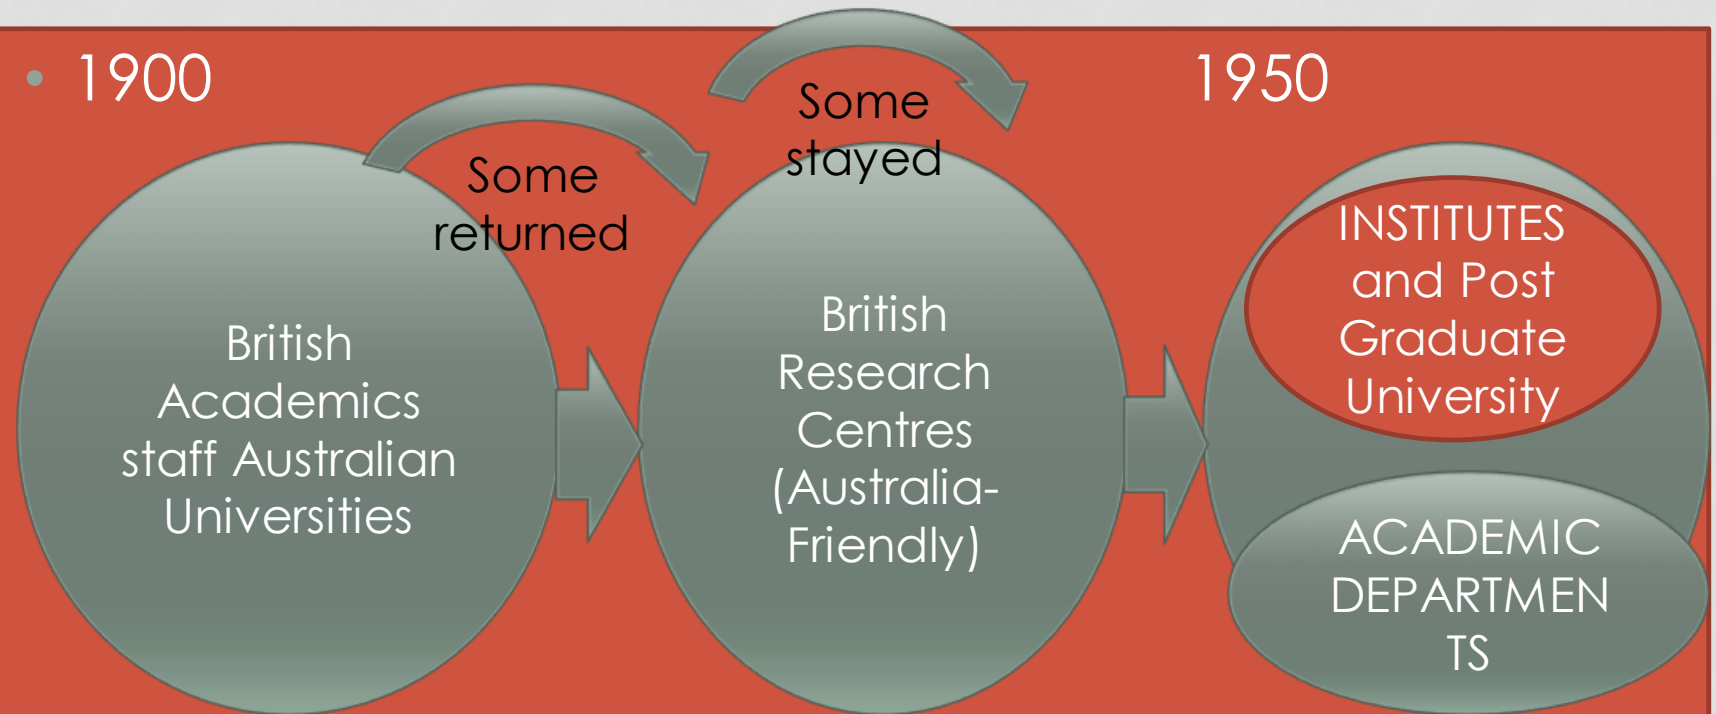 1900
1950
Some
returned
Some
stayed
British
Academics
staff Australian
Universities
British
Research
Centres
(Australia-
Friendly)
INSTITUTES
and Post
Graduate
University
ACADEMIC
DEPARTMEN
TS